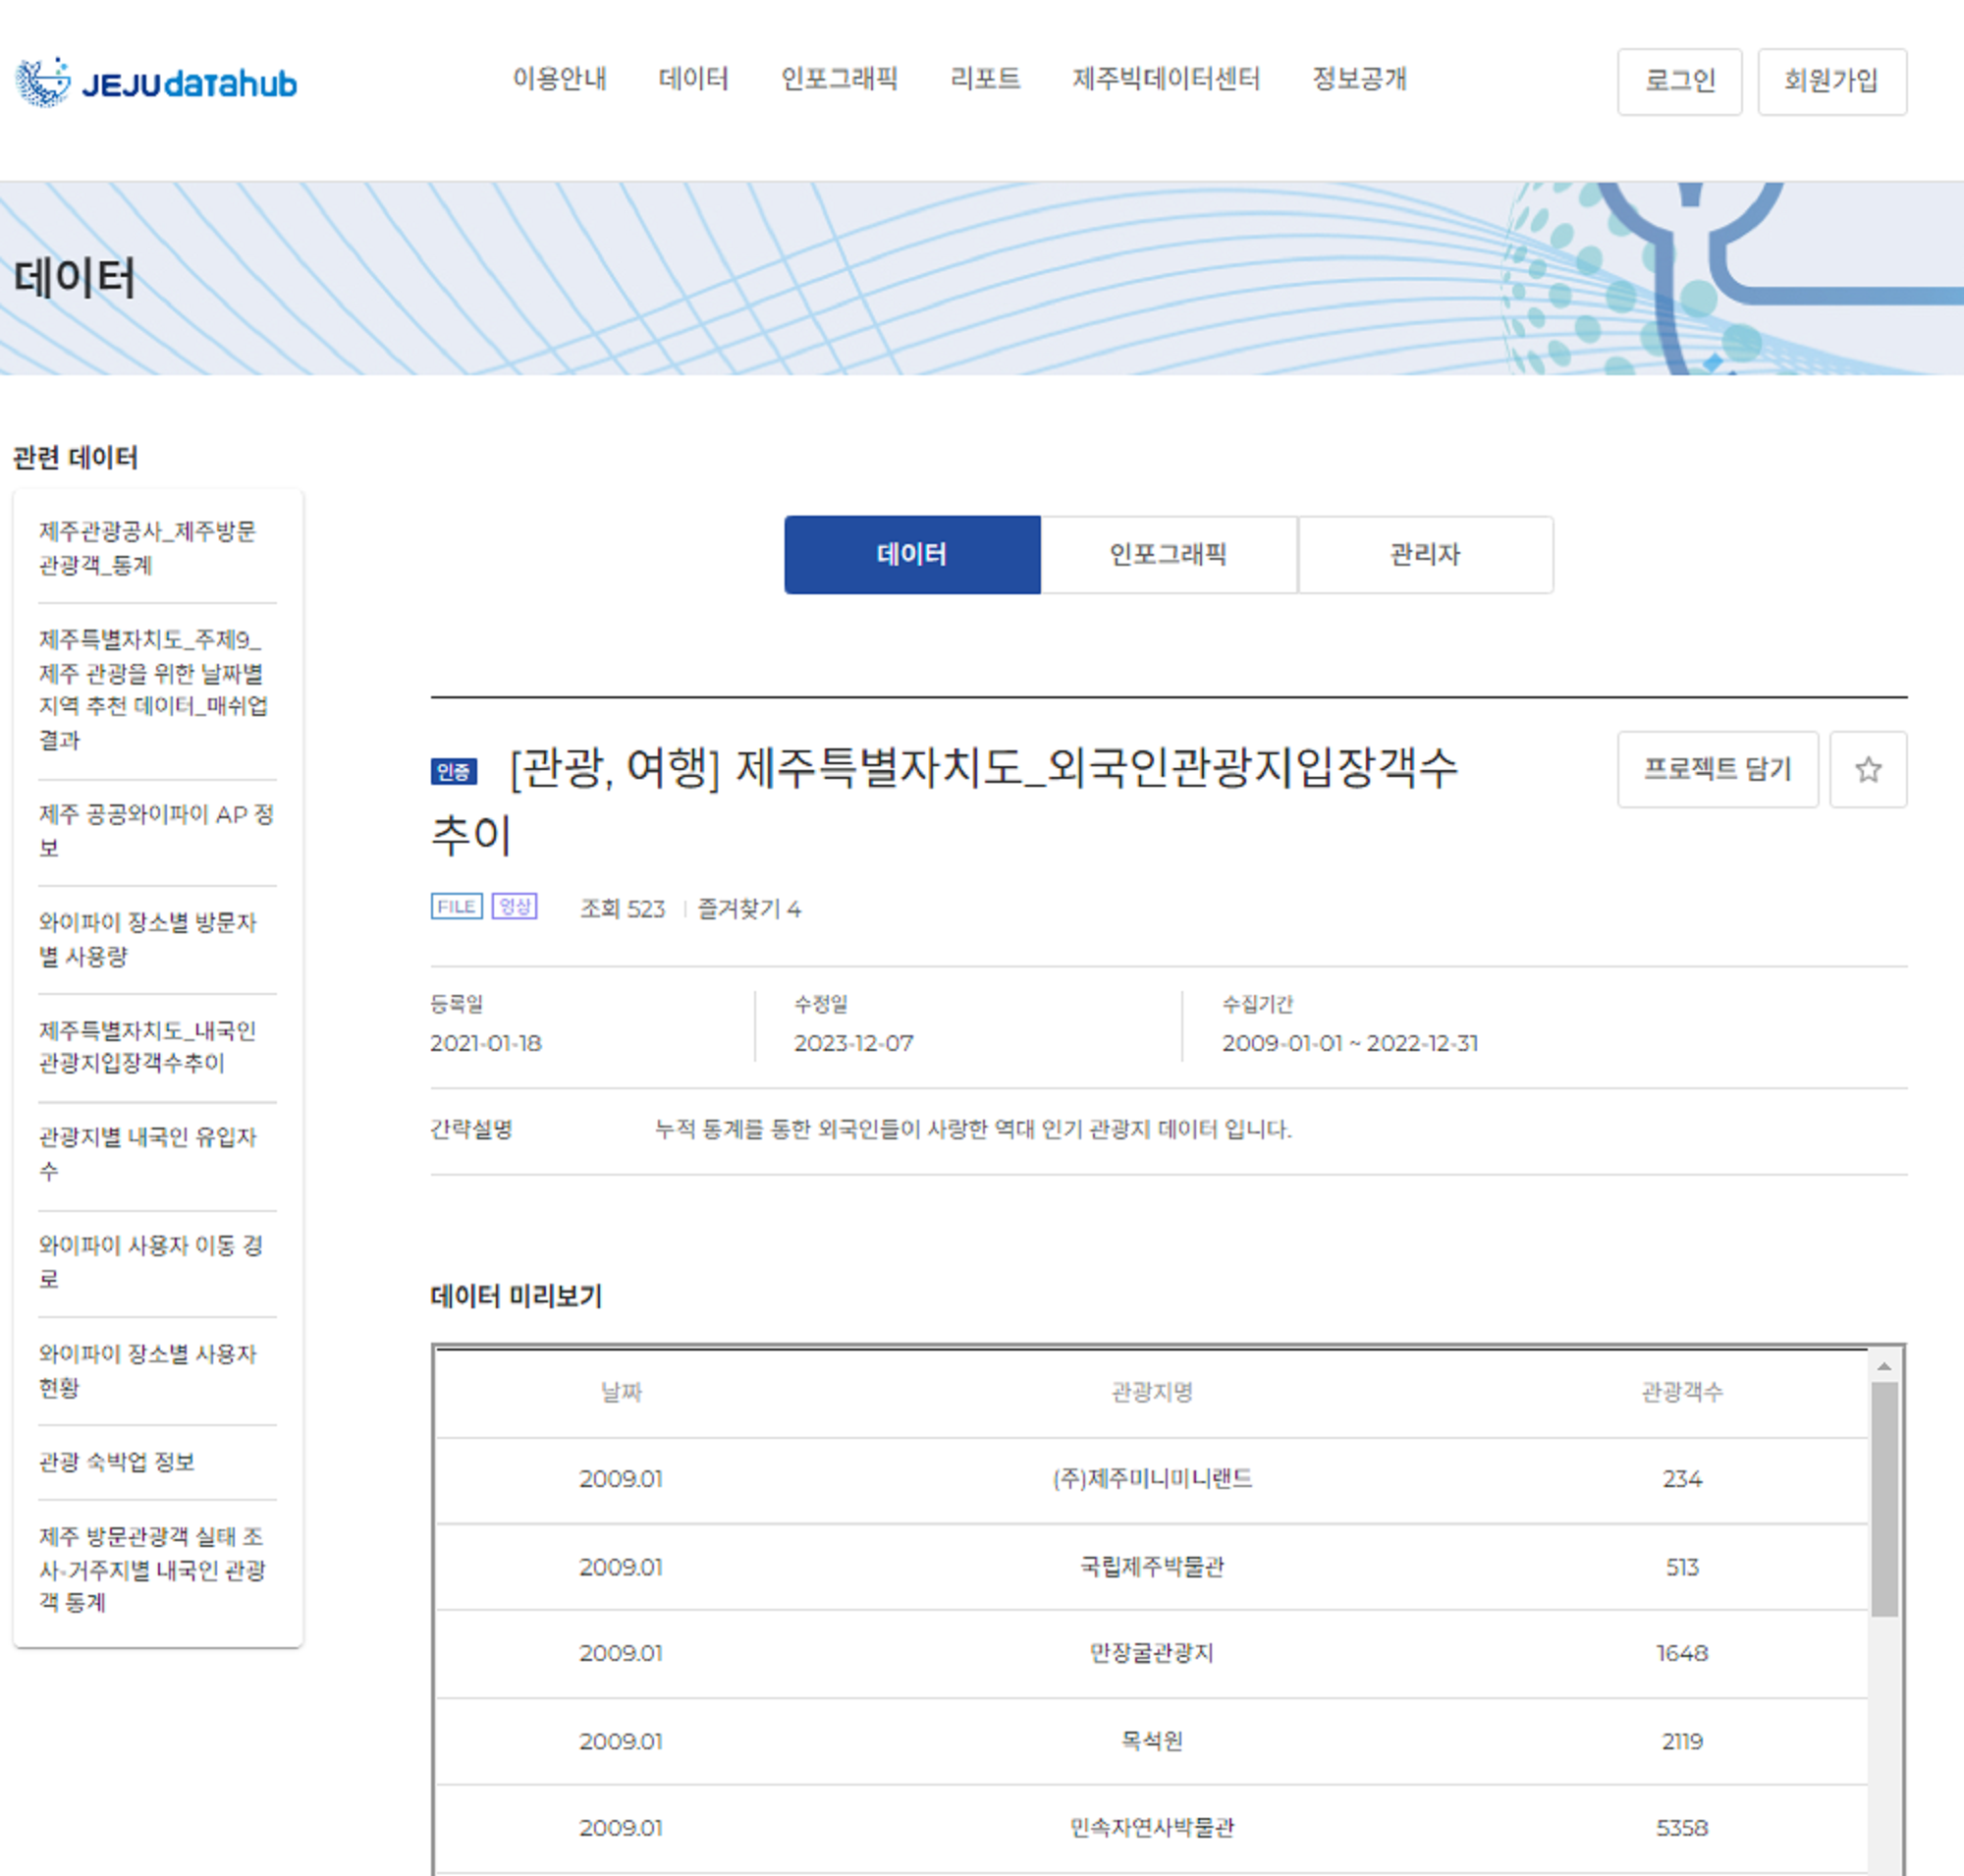 JEJU datahub
이용안내 데이터 인포그래픽 리포트 제주빅데이터센터 정보공개 로그인 회원가입
데이터
관련 데이터
제주관광공사_제주방문
관광객_통계
제주특별자치도_주제9_
제주 관광을 위한 날짜별
지역 추천 데이터_매쉬업
결과
제주 공공와이파이 AP 정
보
와이파이 장소별 방문자
별 사용량
제주특별자치도_내국인
관광지입장객수추이
관광지별 내국인 유입자
수
와이파이 사용자 이동 경
로
와이파이 장소별 사용자
현황
관광 숙박업 정보
제주 방문관광객 실태 조
사-거주지별 내국인 관광
객 통계
데이터 인포그래픽 관리자
인증 [관광, 여행] 제주특별자치도_외국인관광지입장객수
추이
프로젝트 담기
FILE 영상 조회 523 즐겨찾기 4
등록일 수정일 수집기간
2021-01-18 2023-12-07 2009-01-01 ~ 2022-12-31
간략설명 누적 통계를 통한 외국인들이 사랑한 역대 인기 관광지 데이터 입니다.
데이터 미리보기
날짜 관광지명 관광객수
2009.01 (주)제주미니미니랜드 234
2009.01 국립제주박물관 513
2009.01 만장굴관광지 1648
2009.01 목석원 2119
2009.01 민속자연사박물관 5358